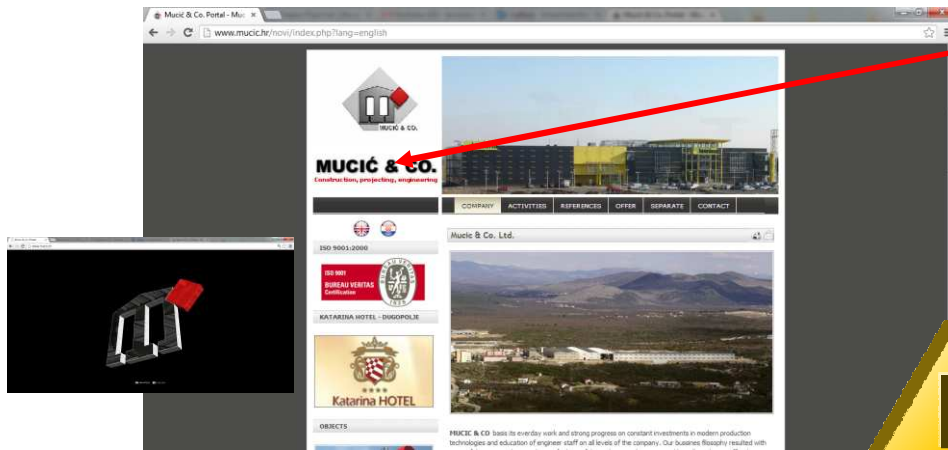 Mucić & Co. Portal - Muc
www.mucic.hr/novi/index.php?lang=english
MUCIĆ & CO.
MUCIĆ & CO.
Construction, projecting, engineering
COMPANY ACTIVITIES REFERENCES OFFER SEPARATE CONTACT
Mucic & Co. Ltd.
ISO 9001:2000
ISO 9001
BUREAU VERITAS
Certification
KATARINA HOTEL - DUGOPOLJE
Katarina HOTEL
OBJECTS
MUCIC & CO basis its everday work and strong progress on constant investments in modern production
technologies and education of engineer staff on all levels of the company. Our bussines filosophy resulted with